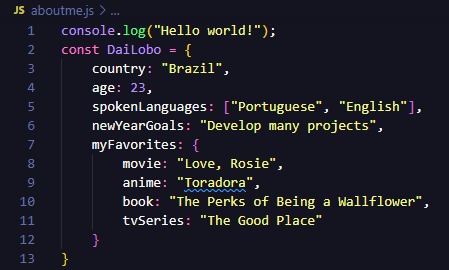 JS aboutme.js > ...
1 console.log("Hello world!");
2 const DaiLobo = {
3 country: "Brazil",
4 age: 23,
5 spokenLanguages: ["Portuguese", "English"],
6 newYearGoals: "Develop many projects",
7 myFavorites: {
8 movie: "Love, Rosie",
9 anime: "Toradora",
10 book: "The Perks of Being a Wallflower",
11 tvSeries: "The Good Place"
12 }
13 }